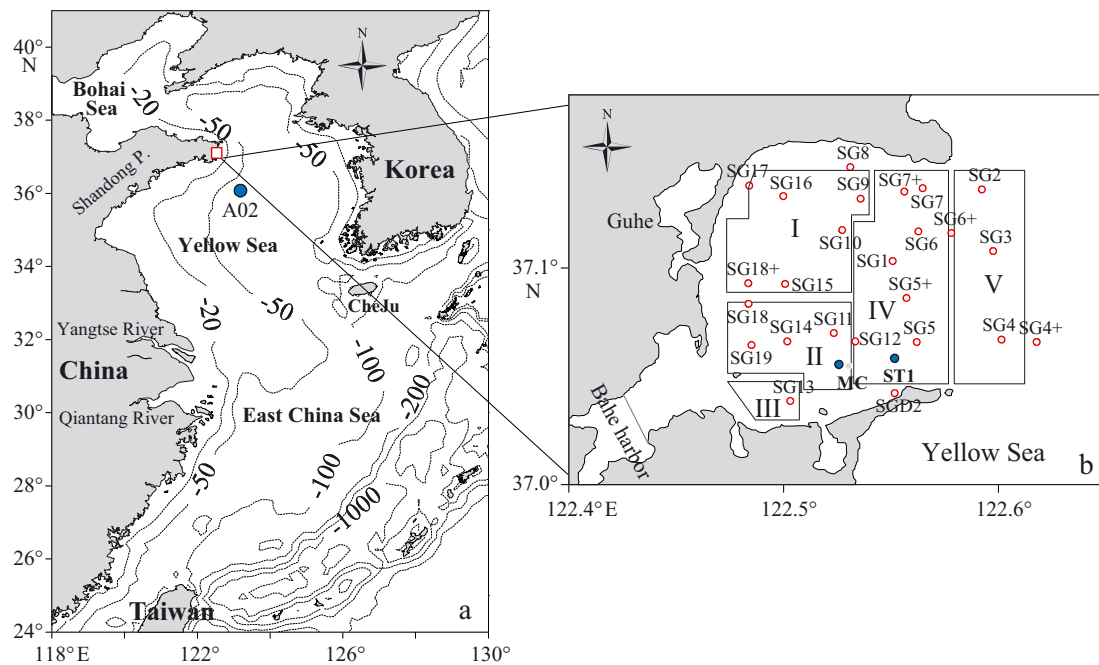 40°
N
38°
36°
34°
32°
30°
28°
26°
24°
118° E
122°
126°
130°
N
Bohai
Sea
-20
-50
-50
Shandong P.
Korea
A02
Yellow Sea
-20
-50
CheJu
Yangtse River
China
-100
-200
Qiantang River
East China Sea
-50
-100
-100
-1000
Taiwan
a
N
37.1°
N
37.0°
122.4°E
122.5°
122.6°
Guhe
SG17
SG16
SG8
SG9
SG7+
SG7
SG2
I
SG10
SG6
SG6+
SG3
SG18+
SG15
SG1
SG5+
V
IV
SG18
SG14
SG11
SG12
SG5
SG4
SG4+
SG19
II
MC
ST1
SG13
III
SGD2
Bahe harbor
Yellow Sea
b